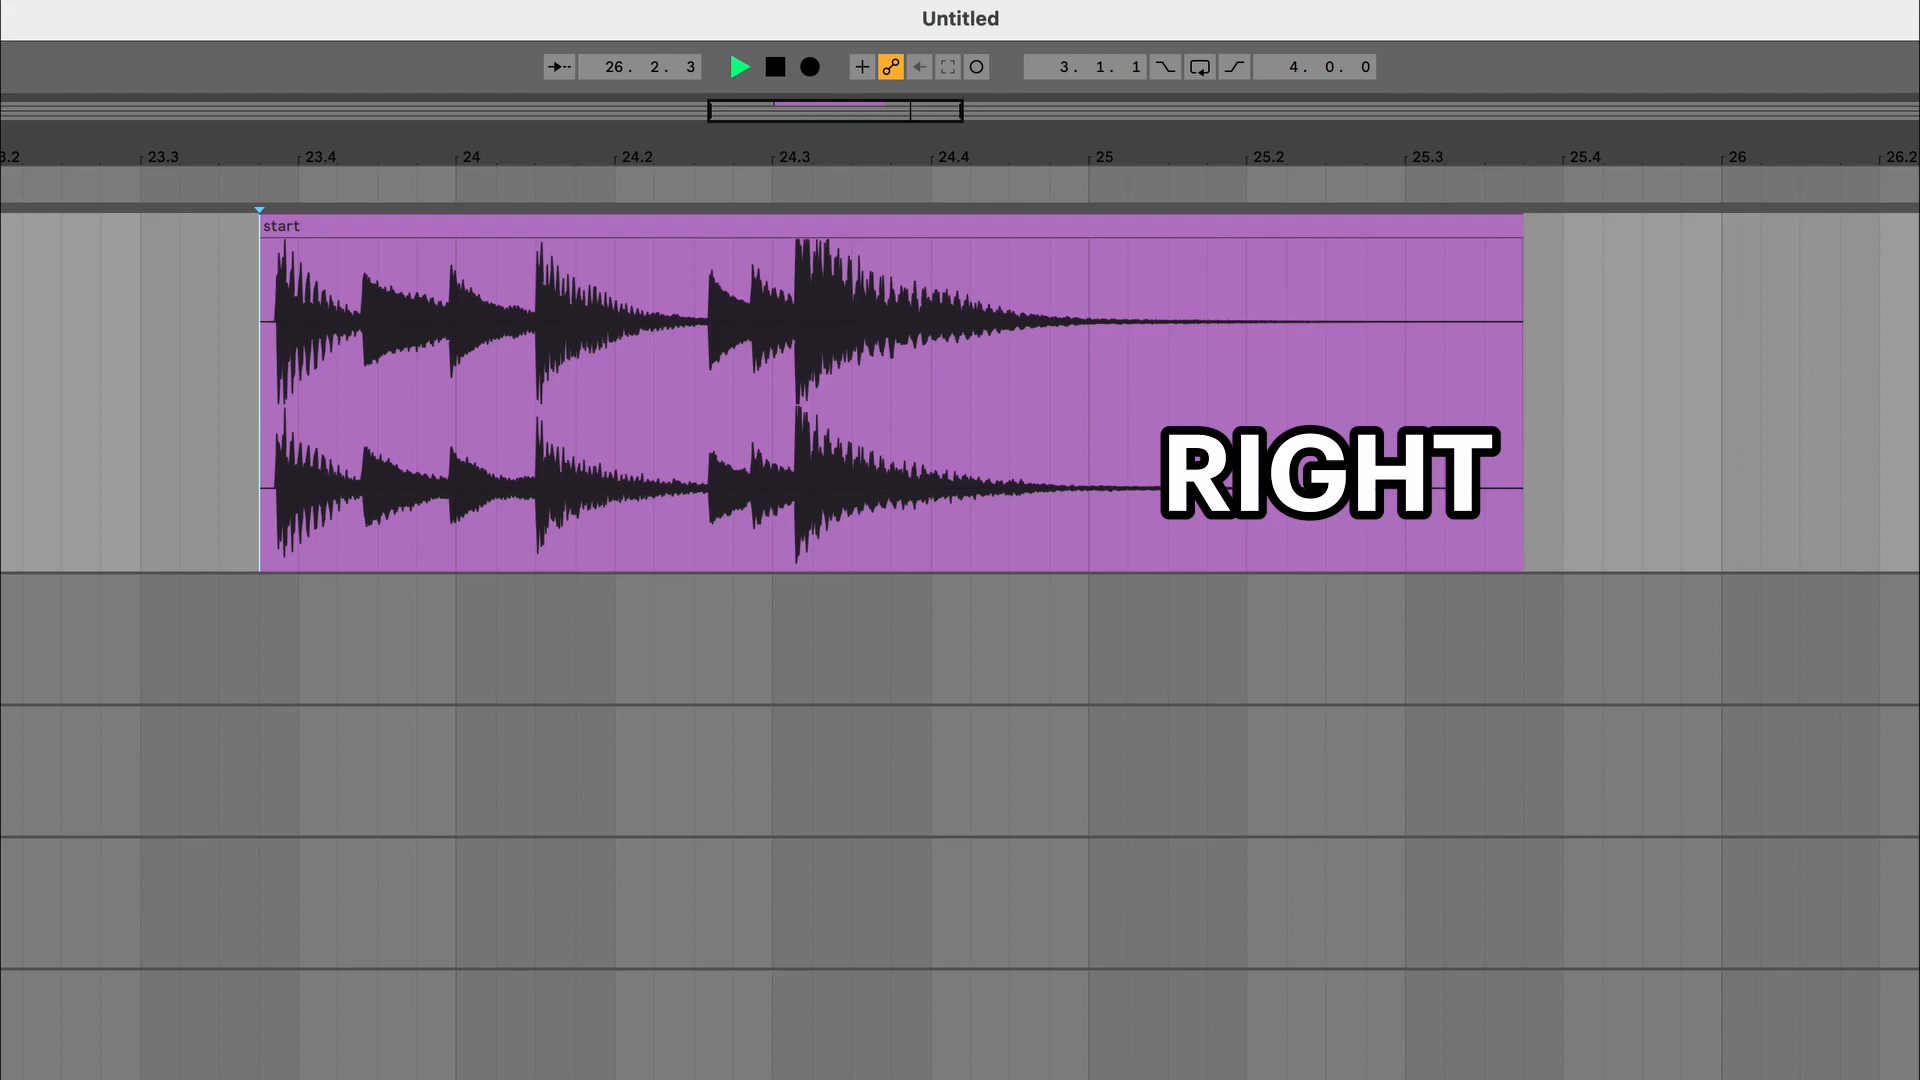 Untitled
26. 2. 3
3. 1. 1
4. 0. 0
3.2 23.3 23.4 24 24.2 24.3 24.4 25 25.2 25.3 25.4 26 26.2
start
RIGHT